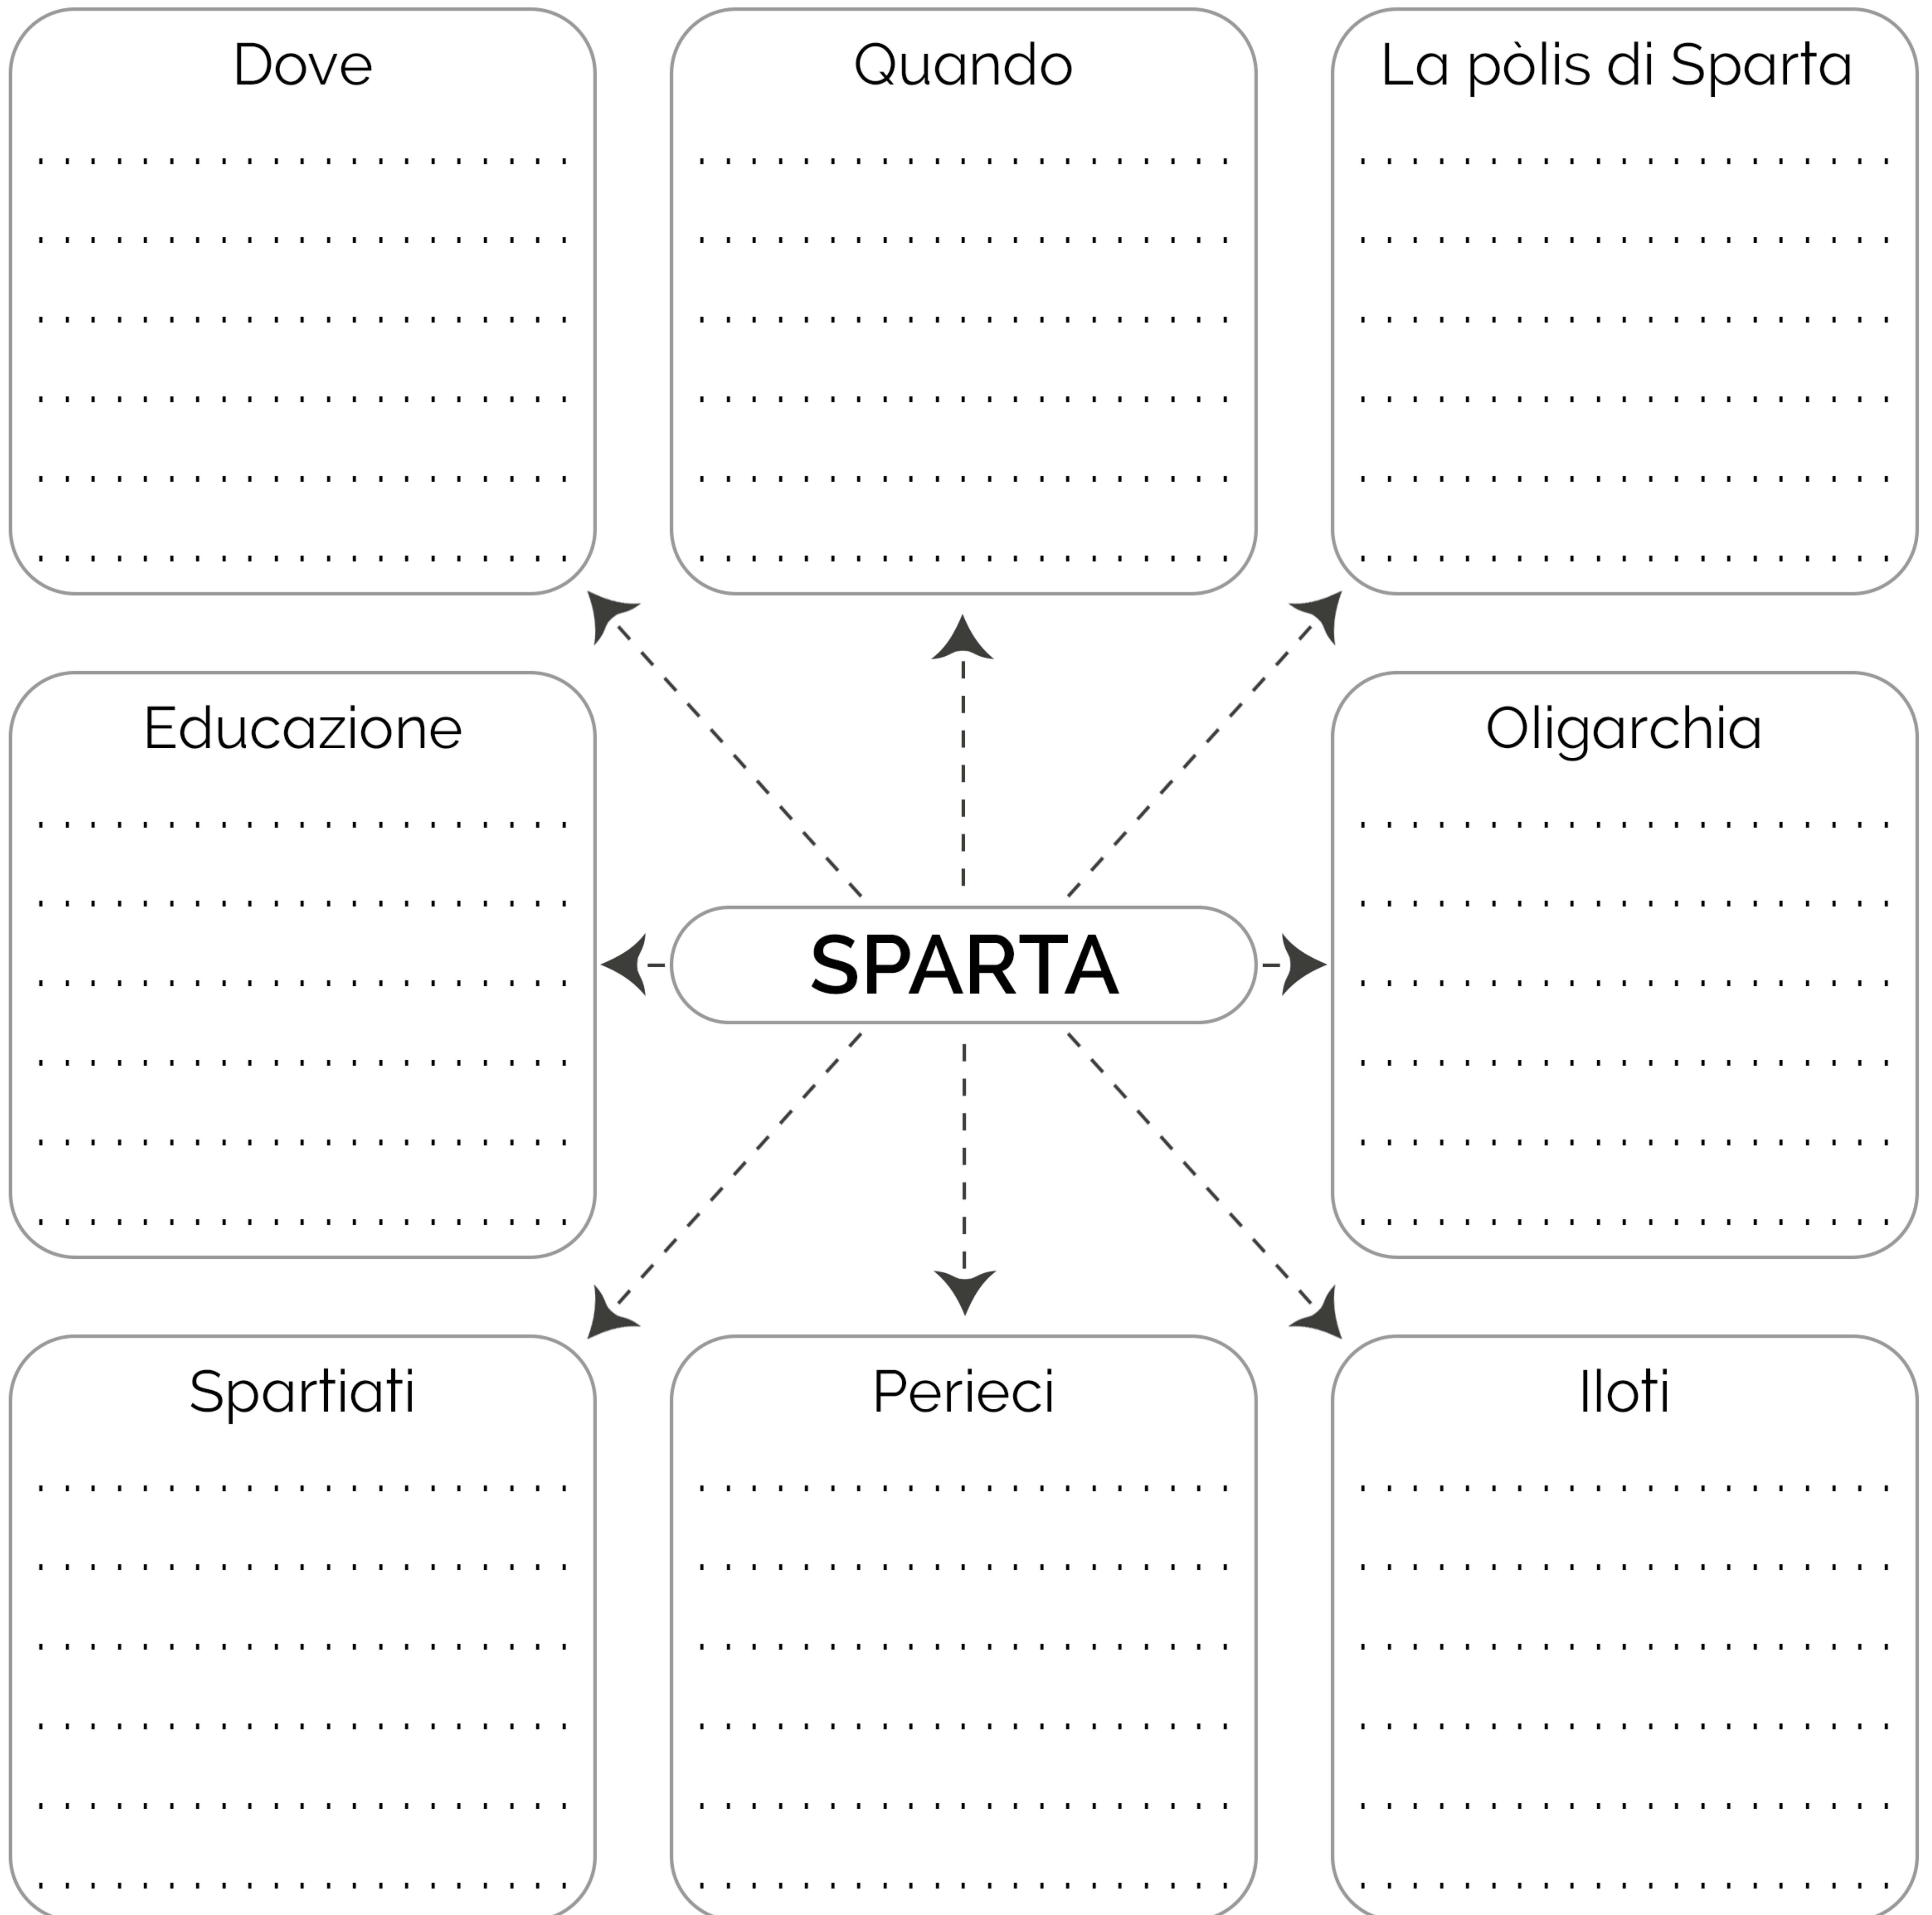 Dove
Quando
La pòlis di Sparta
Educazione
Oligarchia
SPARTA
Spartiati
Perieci
Iloti